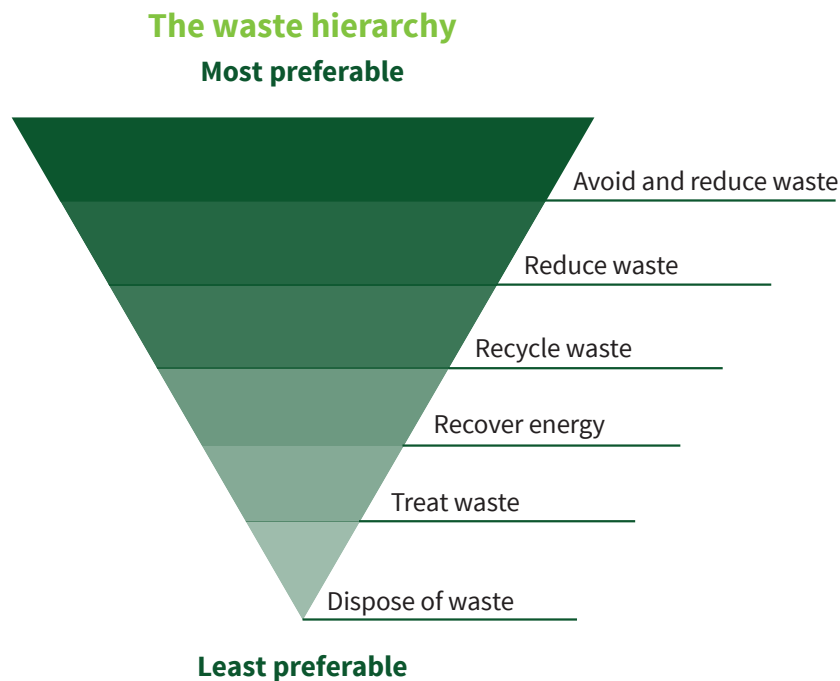 The waste hierarchy
Most preferable
Avoid and reduce waste
Reduce waste
Recycle waste
Recover energy
Treat waste
Dispose of waste
Least preferable